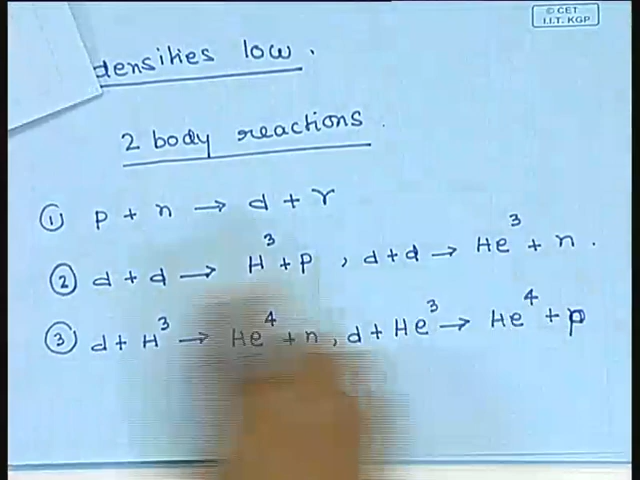 © CET
I.I.T. KGP
densities low.
2 body reactions.
① p + n → d + γ
② d + d → H³ + p, d + d → He³ + n.
③ d + H³ → He⁴ + n, d + He³ → He⁴ + p